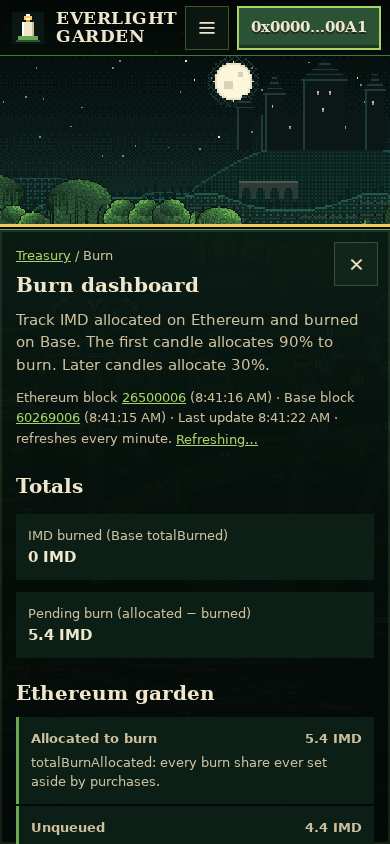 EVERLIGHT
GARDEN
0x0000...00A1
Treasury / Burn
Burn dashboard
Track IMD allocated on Ethereum and burned
on Base. The first candle allocates 90% to
burn. Later candles allocate 30%.
Ethereum block 26500006 (8:41:16 AM) · Base block
60269006 (8:41:15 AM) · Last update 8:41:22 AM ·
refreshes every minute. Refreshing…
Totals
IMD burned (Base totalBurned)
0 IMD
Pending burn (allocated − burned)
5.4 IMD
Ethereum garden
Allocated to burn 5.4 IMD
totalBurnAllocated: every burn share ever set
aside by purchases.
Unqueued 4.4 IMD